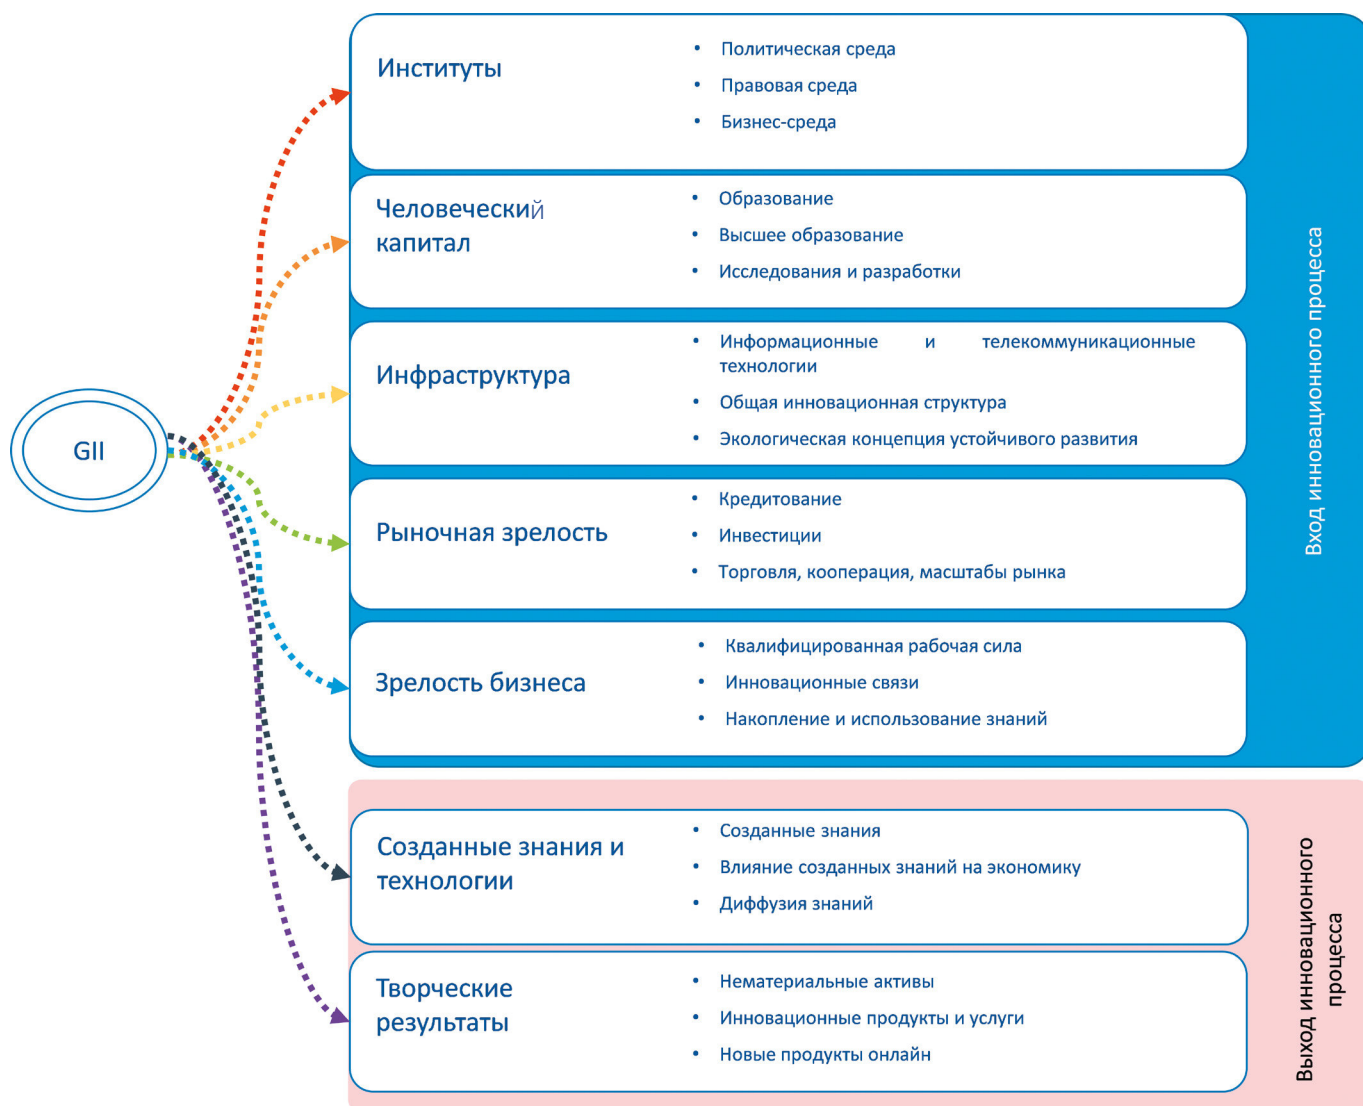 GII
Институты
• Политическая среда
• Правовая среда
• Бизнес-среда
Человеческий
капитал
• Образование
• Высшее образование
• Исследования и разработки
Инфраструктура
• Информационные и телекоммуникационные
технологии
• Общая инновационная структура
• Экологическая концепция устойчивого развития
Рыночная зрелость
• Кредитование
• Инвестиции
• Торговля, кооперация, масштабы рынка
Зрелость бизнеса
• Квалифицированная рабочая сила
• Инновационные связи
• Накопление и использование знаний
Вход инновационного процесса
Созданные знания и
технологии
• Созданные знания
• Влияние созданных знаний на экономику
• Диффузия знаний
Творческие
результаты
• Нематериальные активы
• Инновационные продукты и услуги
• Новые продукты онлайн
Выход инновационного
процесса